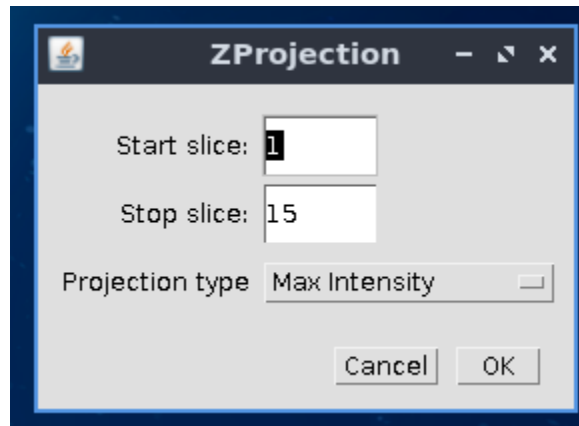 ZProjection
Start slice: 1
Stop slice: 15
Projection type Max Intensity
Cancel OK